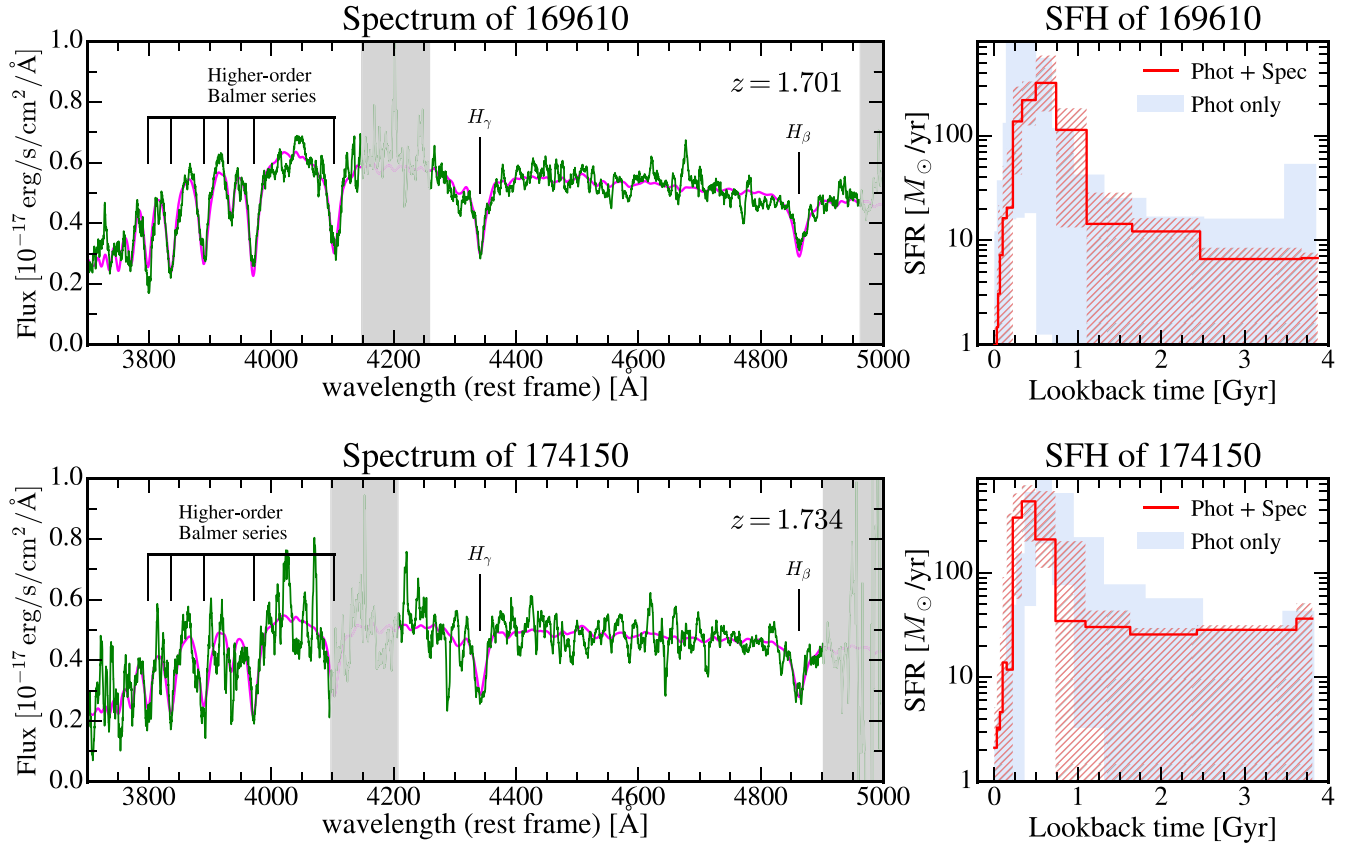 Spectrum of 169610
SFH of 169610
1.0
0.8
0.6
0.4
0.2
0.0
Flux [10⁻¹⁷ erg/s/cm²/Å]
Higher-order
Balmer series
Hγ
Hβ
z = 1.701
3800 4000 4200 4400 4600 4800 5000
wavelength (rest frame) [Å]
Phot + Spec
Phot only
100
10
1
SFR [M⊙/yr]
0 1 2 3 4
Lookback time [Gyr]
Spectrum of 174150
SFH of 174150
1.0
0.8
0.6
0.4
0.2
0.0
Flux [10⁻¹⁷ erg/s/cm²/Å]
Higher-order
Balmer series
Hγ
Hβ
z = 1.734
3800 4000 4200 4400 4600 4800 5000
wavelength (rest frame) [Å]
Phot + Spec
Phot only
100
10
1
SFR [M⊙/yr]
0 1 2 3 4
Lookback time [Gyr]